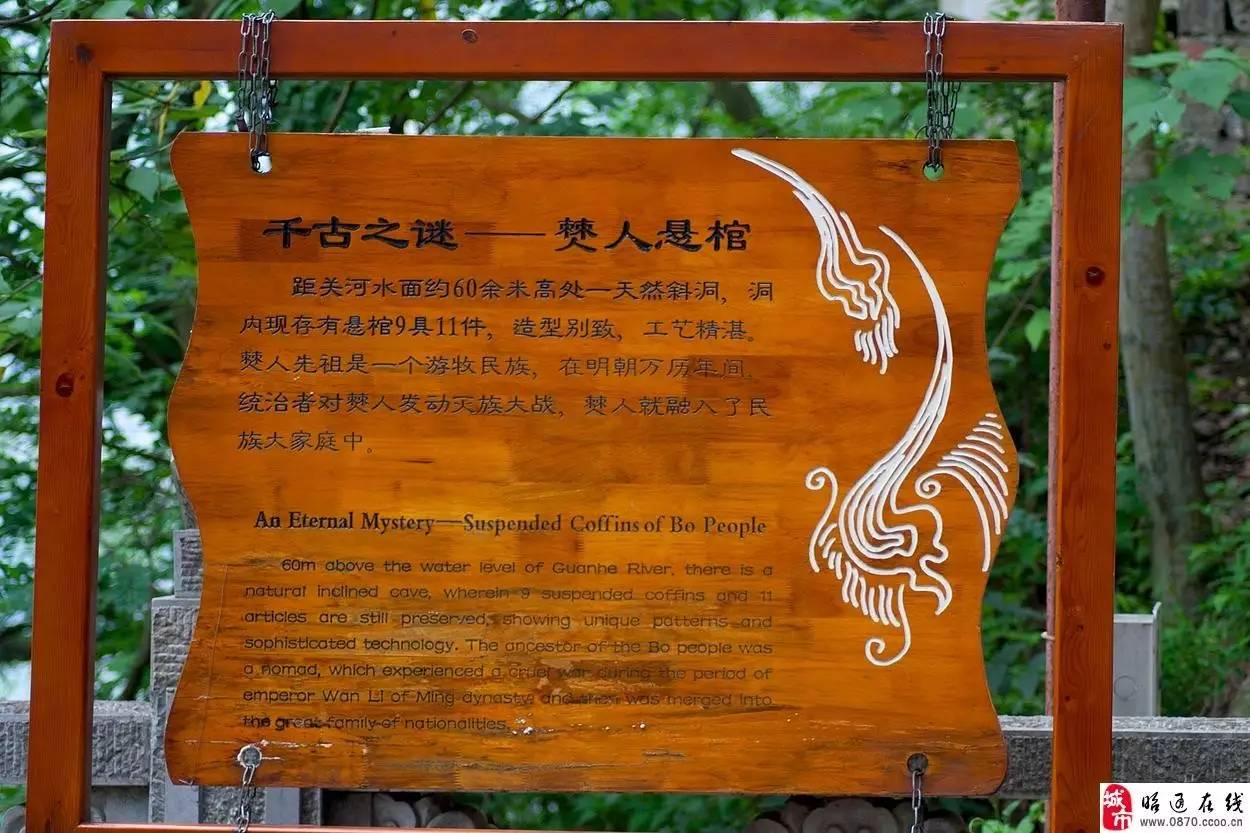 千古之谜——僰人悬棺
距关河水面约60余米高处一天然斜洞，洞
内现存有悬棺9具11件，造型别致，工艺精湛。
僰人先祖是一个游牧民族，在明朝万历年间，
统治者对僰人发动灭族大战，僰人就融入了民
族大家庭中。
An Eternal Mystery—Suspended Coffins of Bo People
60m above the water level of Guanhe River, there is a
natural inclined cave, wherein 9 suspended coffins and 11
articles are still preserved, showing unique patterns and
sophisticated technology. The ancestor of the Bo people was
a nomad, which experienced a cruel war during the period of
emperor Wan Li of Ming dynasty, and they was merged into
the great family of nationalities.
城市
昭通在线
www.0870.ccoo.cn